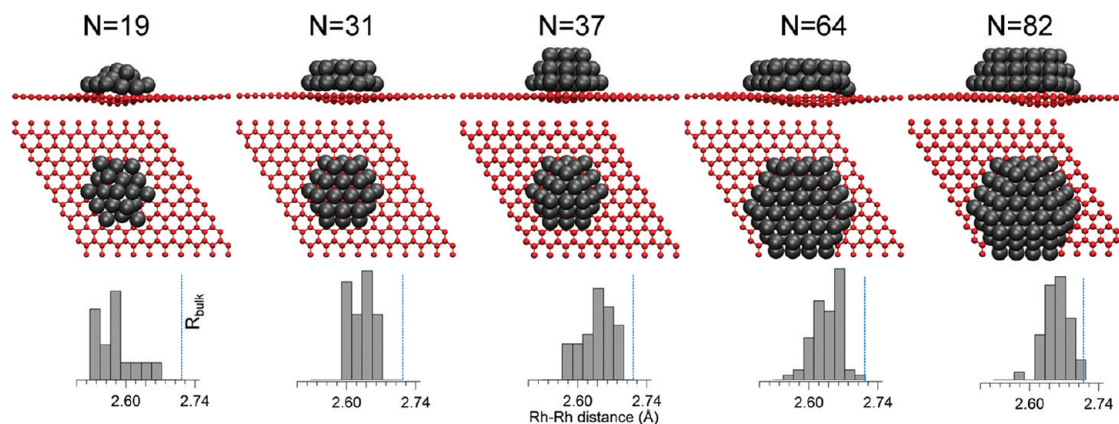 N=19 N=31 N=37 N=64 N=82
R_bulk
2.60 2.74 2.60 2.74 2.60 2.74 2.60 2.74 2.60 2.74
Rh-Rh distance (Å)